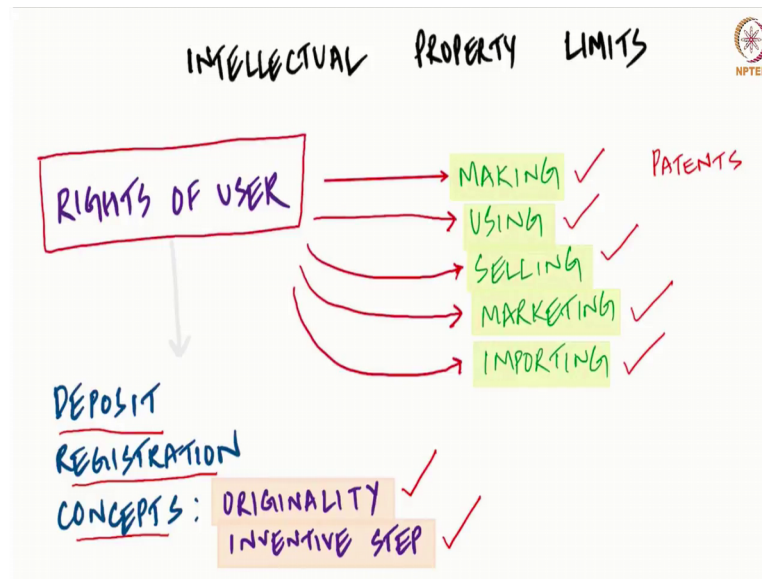 INTELLECTUAL PROPERTY LIMITS
NPTEL
RIGHTS OF USER
MAKING
PATENTS
USING
SELLING
MARKETING
IMPORTING
DEPOSIT
REGISTRATION
CONCEPTS: ORIGINALITY
INVENTIVE STEP